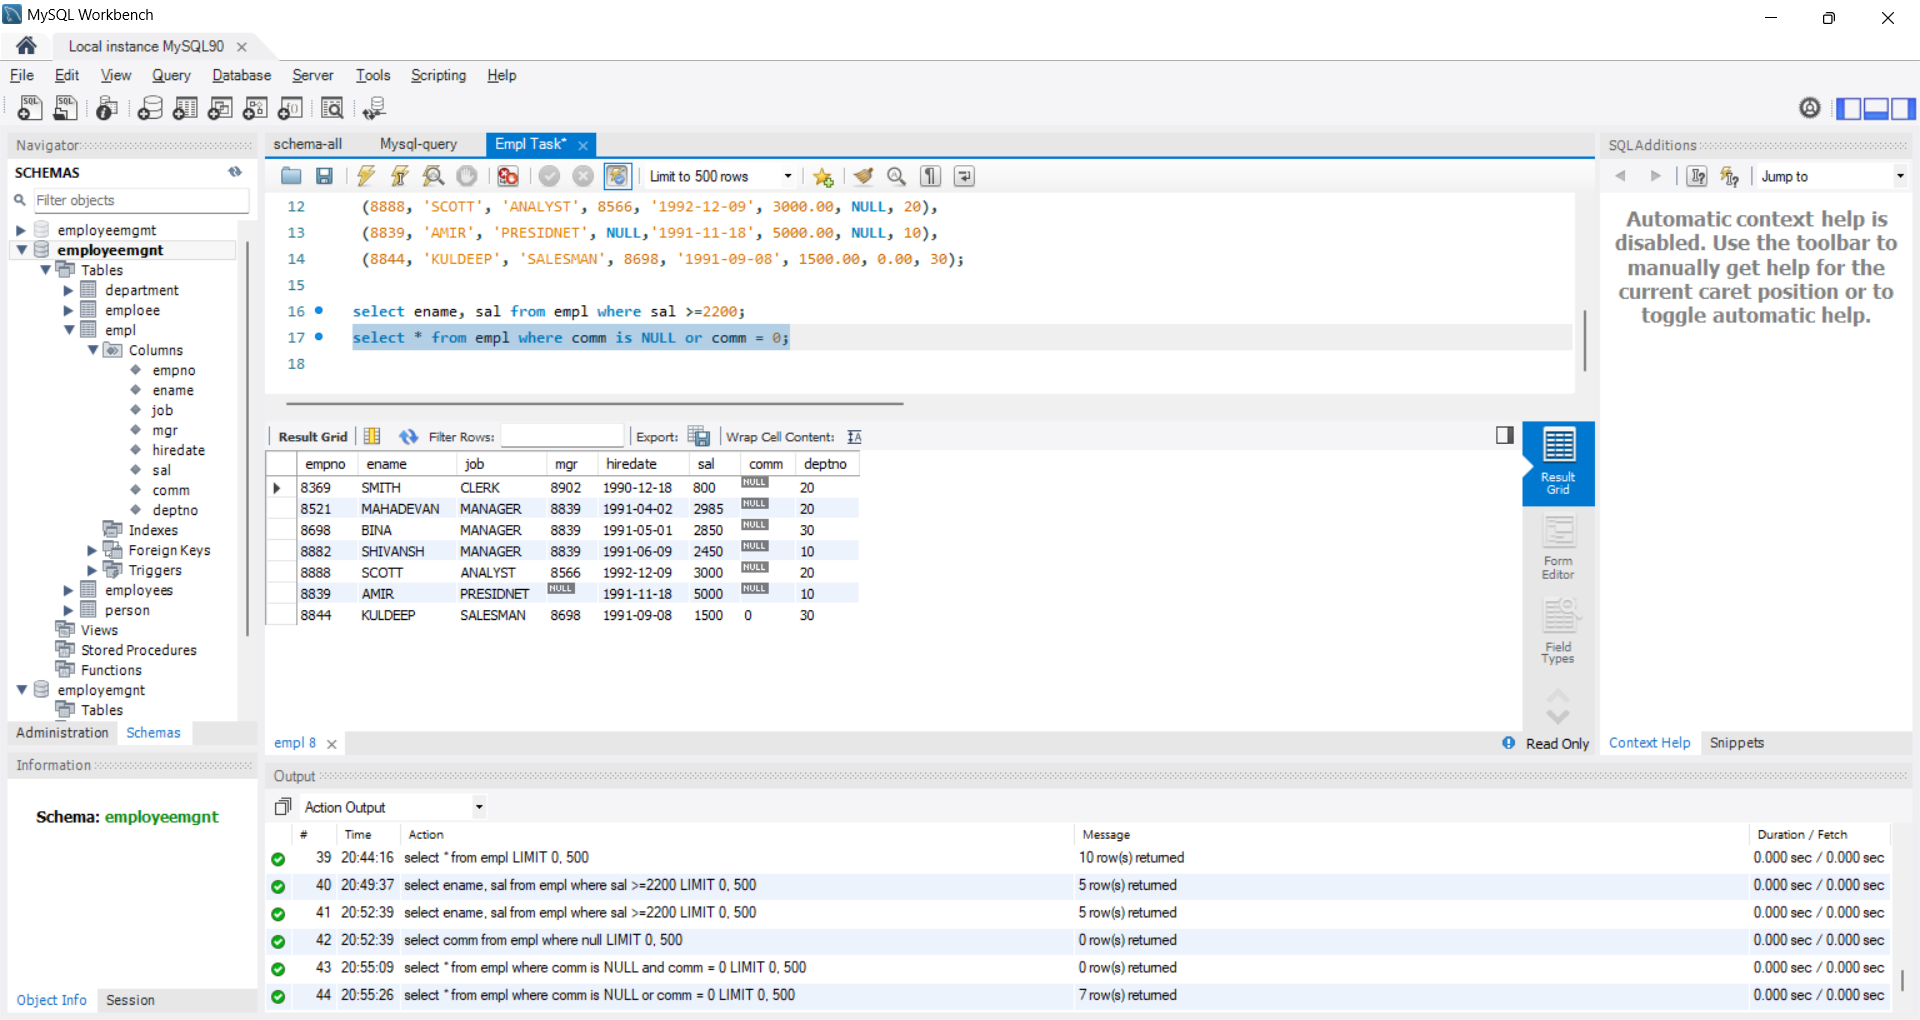 MySQL Workbench
Local instance MySQL90
File Edit View Query Database Server Tools Scripting Help
Navigator
SCHEMAS
Filter objects
employeemgmt
employeemgnt
Tables
department
emploee
empl
Columns
empno
ename
job
mgr
hiredate
sal
comm
deptno
Indexes
Foreign Keys
Triggers
employees
person
Views
Stored Procedures
Functions
employemgnt
Tables
Administration Schemas
Information
Schema: employeemgnt
Object Info Session
schema-all Mysql-query Empl Task*
Limit to 500 rows
12 (8888, 'SCOTT', 'ANALYST', 8566, '1992-12-09', 3000.00, NULL, 20),
13 (8839, 'AMIR', 'PRESIDNET', NULL,'1991-11-18', 5000.00, NULL, 10),
14 (8844, 'KULDEEP', 'SALESMAN', 8698, '1991-09-08', 1500.00, 0.00, 30);
15
16 select ename, sal from empl where sal >=2200;
17 select * from empl where comm is NULL or comm = 0;
18
Result Grid Filter Rows: Export: Wrap Cell Content: IA
empno ename job mgr hiredate sal comm deptno
8369 SMITH CLERK 8902 1990-12-18 800 NULL 20
8521 MAHADEVAN MANAGER 8839 1991-04-02 2985 NULL 20
8698 BINA MANAGER 8839 1991-05-01 2850 NULL 30
8882 SHIVANSH MANAGER 8839 1991-06-09 2450 NULL 10
8888 SCOTT ANALYST 8566 1992-12-09 3000 NULL 20
8839 AMIR PRESIDNET NULL 1991-11-18 5000 NULL 10
8844 KULDEEP SALESMAN 8698 1991-09-08 1500 0 30
Result
Grid
Form
Editor
Field
Types
empl 8 Read Only
SQLAdditions
Jump to
Automatic context help is
disabled. Use the toolbar to
manually get help for the
current caret position or to
toggle automatic help.
Context Help Snippets
Output
Action Output
# Time Action Message Duration / Fetch
39 20:44:16 select * from empl LIMIT 0, 500 10 row(s) returned 0.000 sec / 0.000 sec
40 20:49:37 select ename, sal from empl where sal >=2200 LIMIT 0, 500 5 row(s) returned 0.000 sec / 0.000 sec
41 20:52:39 select ename, sal from empl where sal >=2200 LIMIT 0, 500 5 row(s) returned 0.000 sec / 0.000 sec
42 20:52:39 select comm from empl where null LIMIT 0, 500 0 row(s) returned 0.000 sec / 0.000 sec
43 20:55:09 select * from empl where comm is NULL and comm = 0 LIMIT 0, 500 0 row(s) returned 0.000 sec / 0.000 sec
44 20:55:26 select * from empl where comm is NULL or comm = 0 LIMIT 0, 500 7 row(s) returned 0.000 sec / 0.000 sec